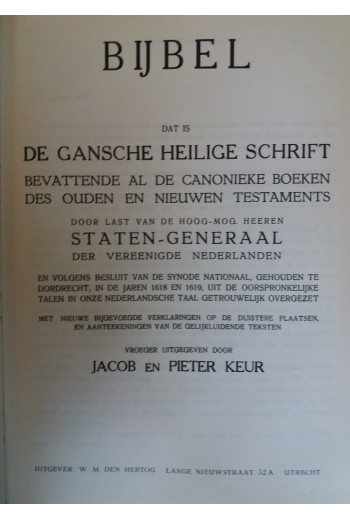 BIJBEL
DAT IS
DE GANSCHE HEILIGE SCHRIFT
BEVATTENDE AL DE CANONIEKE BOEKEN
DES OUDEN EN NIEUWEN TESTAMENTS
DOOR LAST VAN DE HOOG-MOG. HEEREN
STATEN-GENERAAL
DER VEREENIGDE NEDERLANDEN
EN VOLGENS BESLUIT VAN DE SYNODE NATIONAAL, GEHOUDEN TE
DORDRECHT, IN DE JAREN 1618 EN 1619, UIT DE OORSPRONKELIJKE
TALEN IN ONZE NEDERLANDSCHE TAAL GETROUWELIJK OVERGEZET
MET NIEUWE BIJGEVOEGDE VERKLARINGEN OP DE DUISTERE PLAATSEN,
EN AANTEEKENINGEN VAN DE GELIJKLUIDENDE TEKSTEN
VROEGER UITGEGEVEN DOOR
JACOB EN PIETER KEUR
UITGEVER: W. M. DEN HERTOG LANGE NIEUWSTRAAT 52A UTRECHT